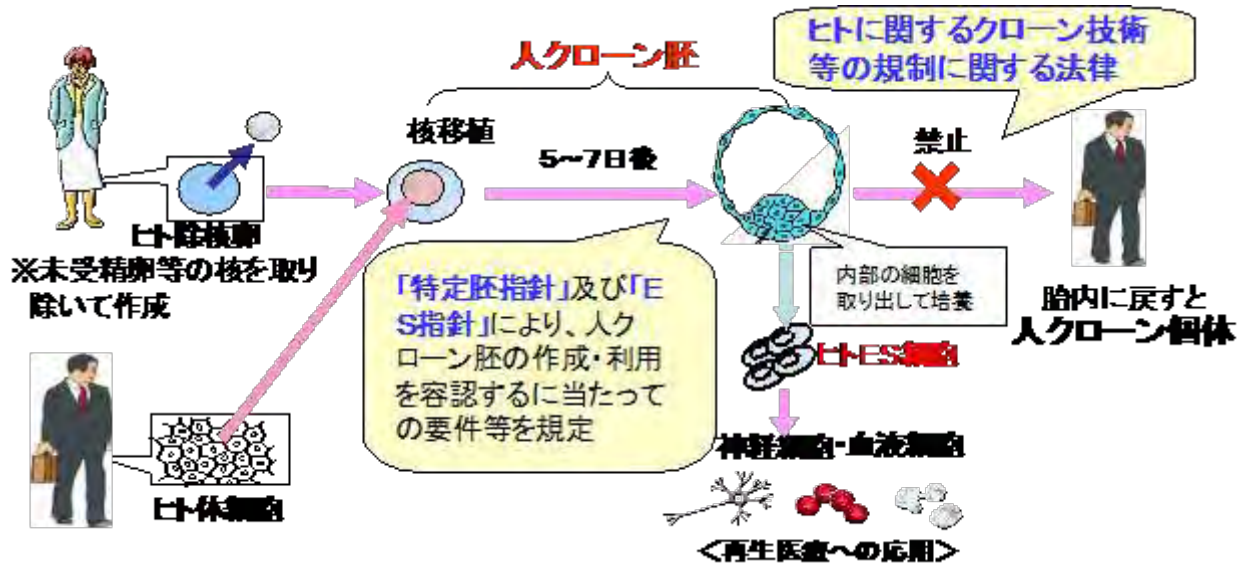 人クローン胚
ヒトに関するクローン技術
等の規制に関する法律
核移植
5～7日後
禁止
ヒト除核卵
※未受精卵等の核を取り
除いて作成
「特定胚指針」及び「E
S指針」により、人ク
ローン胚の作成・利用
を容認するに当たって
の要件等を規定
内部の細胞を
取り出して培養
胎内に戻すと
人クローン個体
ヒトES細胞
ヒト体細胞
神経細胞・血液細胞
＜再生医療への応用＞